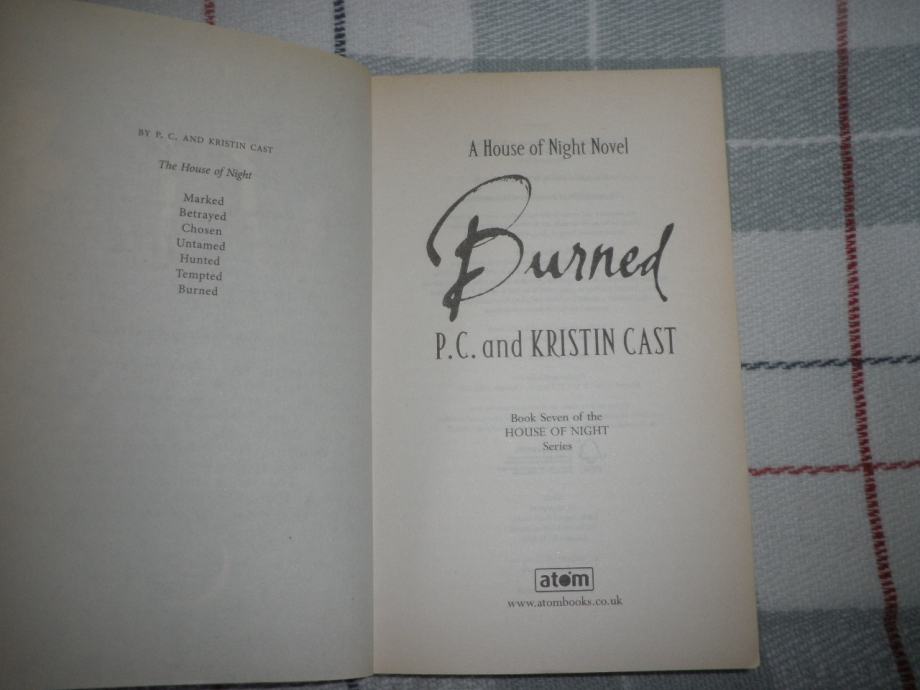 BY P. C. AND KRISTIN CAST
The House of Night
Marked
Betrayed
Chosen
Untamed
Hunted
Tempted
Burned
A House of Night Novel
Burned
P.C. and KRISTIN CAST
Book Seven of the
HOUSE OF NIGHT
Series
atom
www.atombooks.co.uk